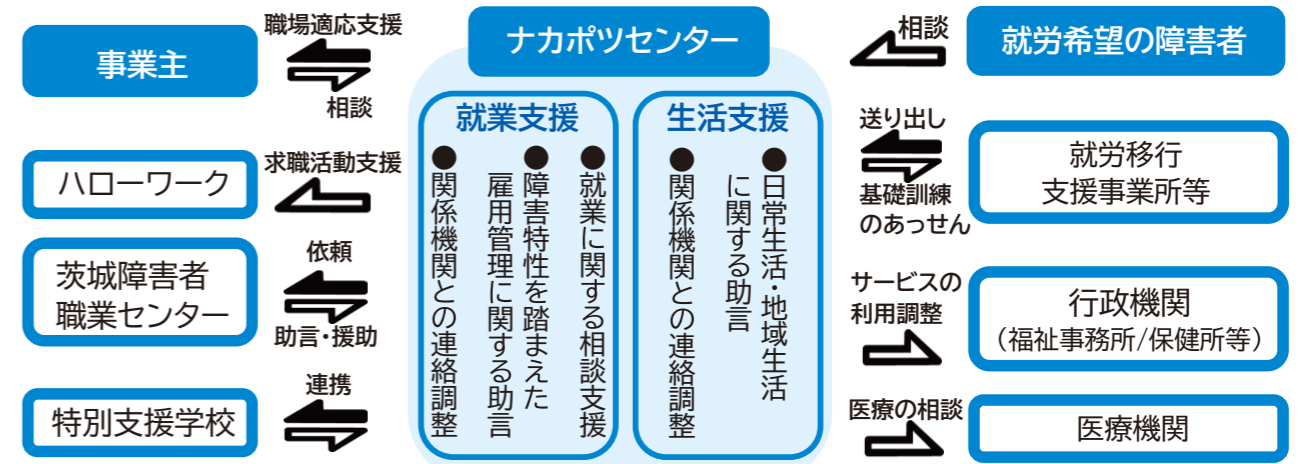 職場適応支援
事業主
相談
ハローワーク
求職活動支援
茨城障害者
職業センター
依頼
助言・援助
特別支援学校
連携
ナカポツセンター
就業支援
●就業に関する相談支援
●障害特性を踏まえた
雇用管理に関する助言
●関係機関との連絡調整
生活支援
●日常生活・地域生活
に関する助言
●関係機関との連絡調整
相談
就労希望の障害者
送り出し
基礎訓練
のあっせん
就労移行
支援事業所等
サービスの
利用調整
行政機関
（福祉事務所/保健所等）
医療の相談
医療機関